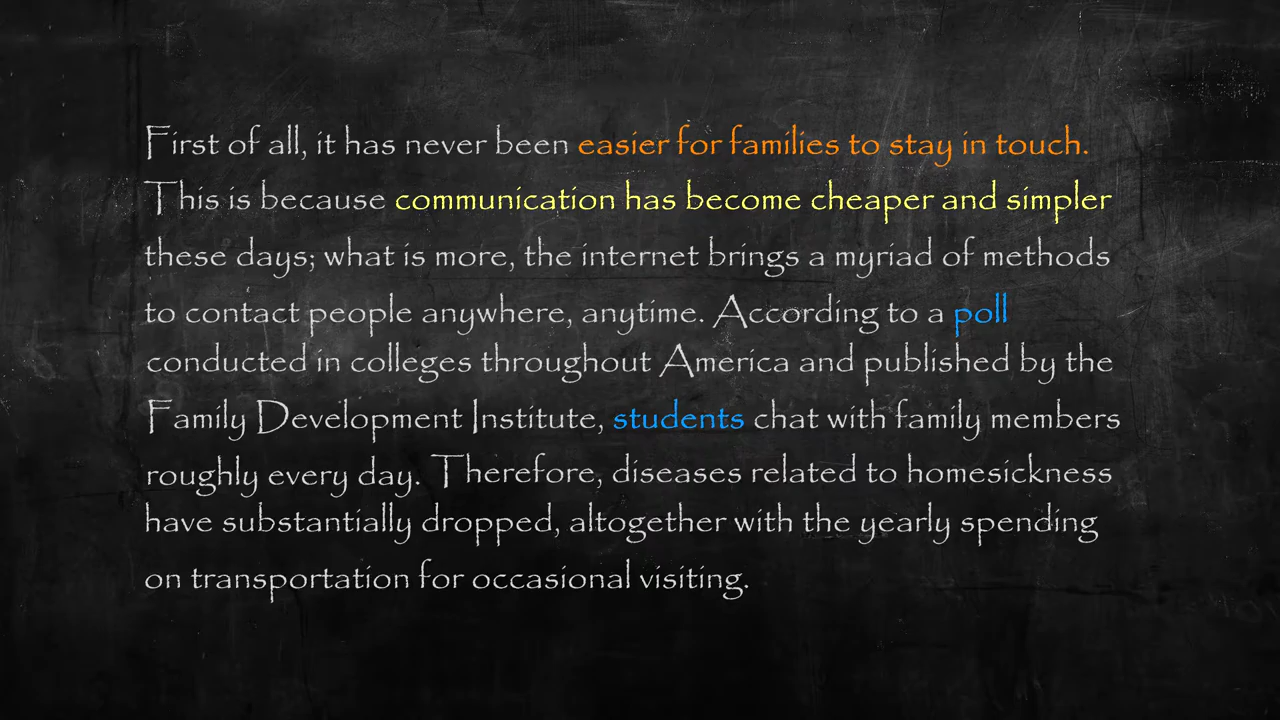 First of all, it has never been easier for families to stay in touch.
This is because communication has become cheaper and simpler
these days; what is more, the internet brings a myriad of methods
to contact people anywhere, anytime. According to a poll
conducted in colleges throughout America and published by the
Family Development Institute, students chat with family members
roughly every day. Therefore, diseases related to homesickness
have substantially dropped, altogether with the yearly spending
on transportation for occasional visiting.